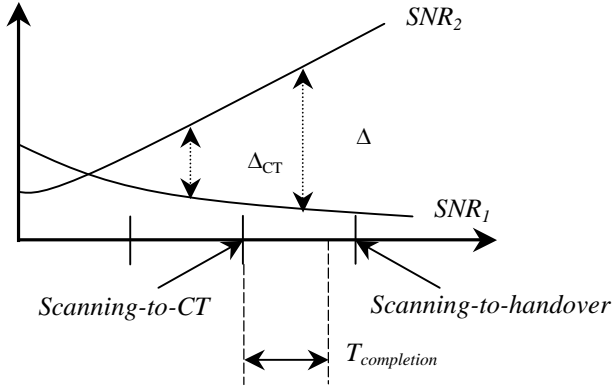 SNR₂
Δ
Δ_CT
SNR₁
Scanning-to-CT
Scanning-to-handover
T_completion